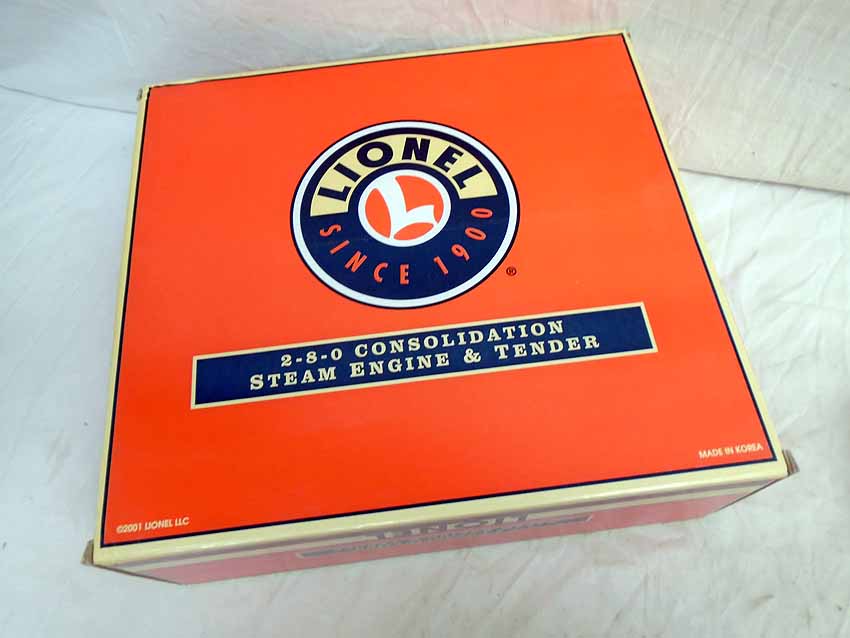 LIONEL
L
SINCE 1900
®
2-8-0 CONSOLIDATION
STEAM ENGINE & TENDER
MADE IN KOREA
©2001 LIONEL LLC